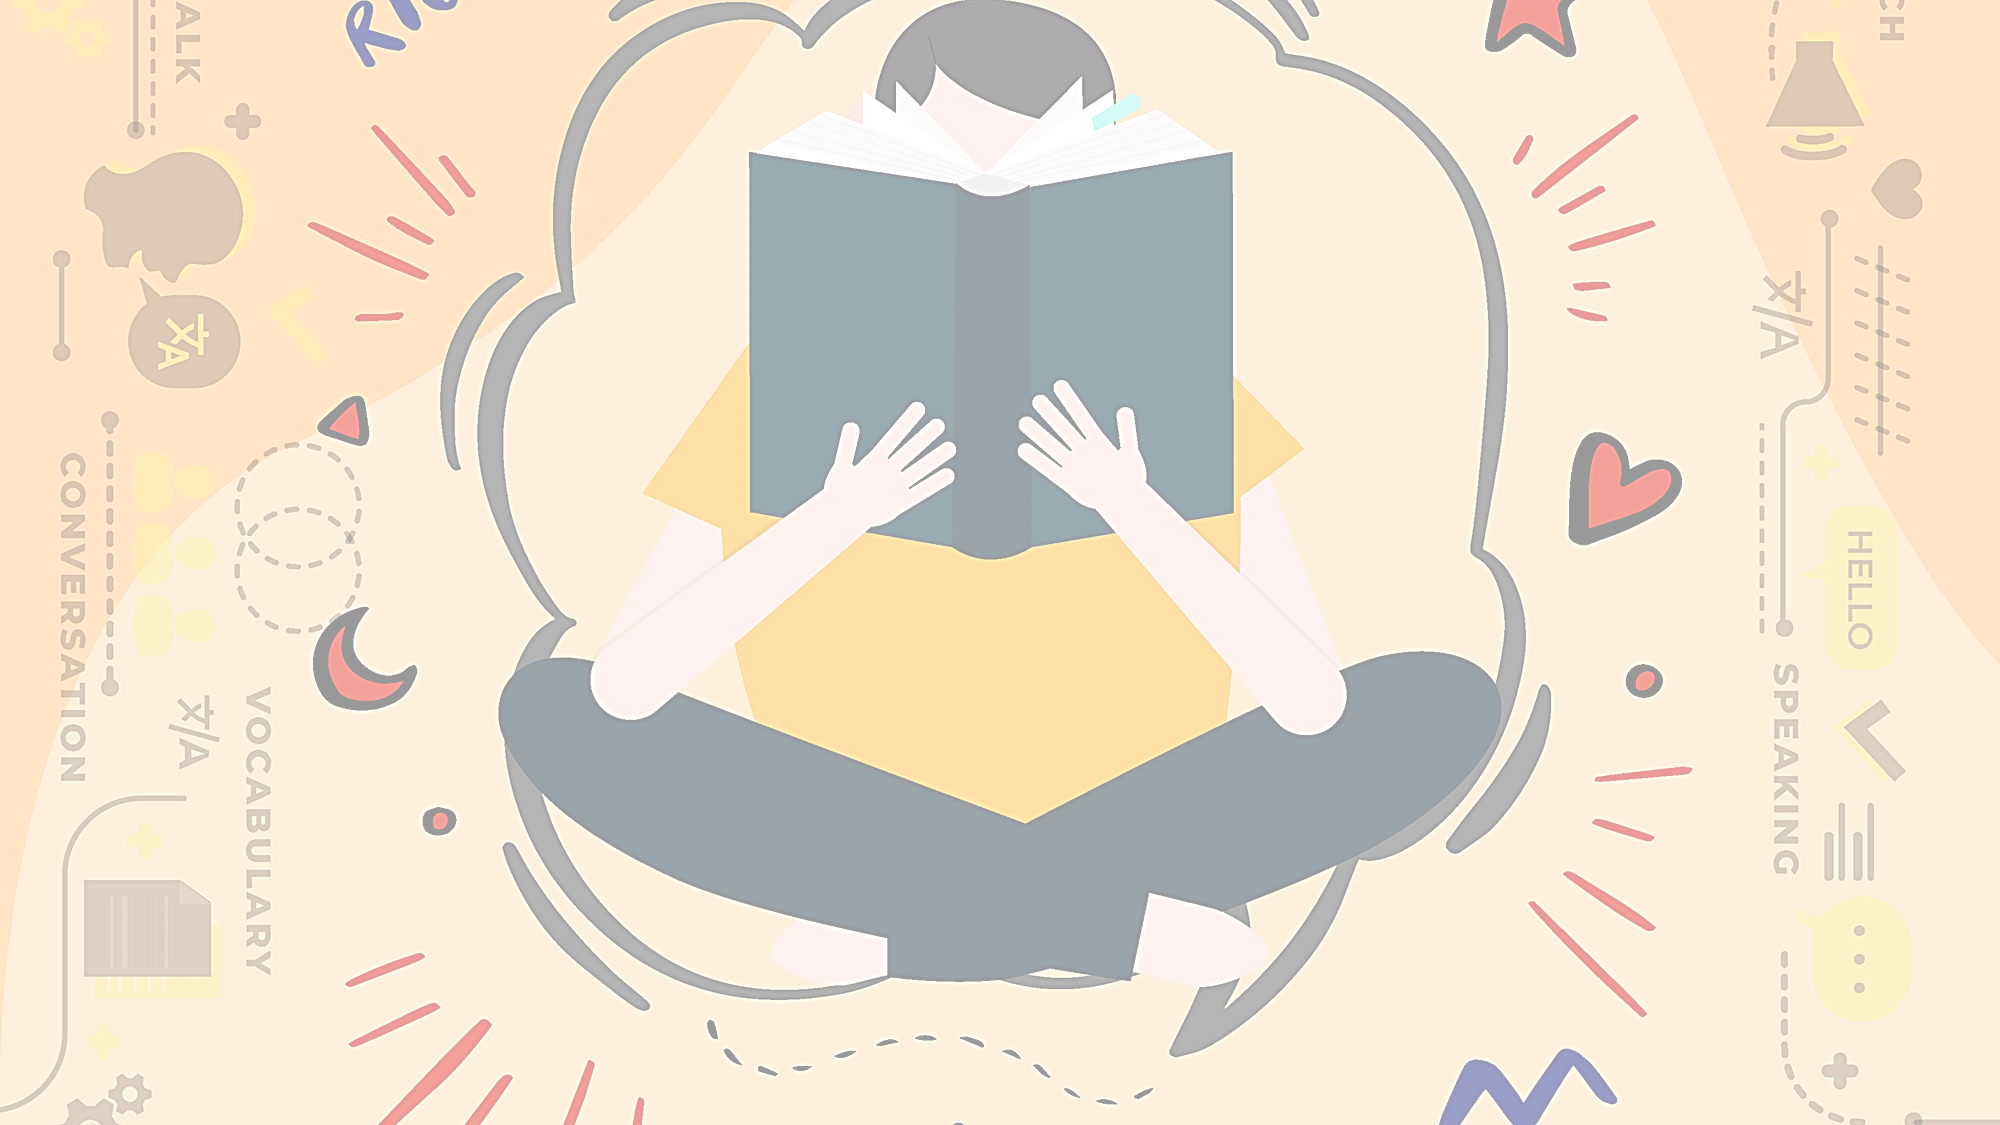 ALK
文A
CONVERSATION
文/A
VOCABULARY
文/A
HELLO
SPEAKING